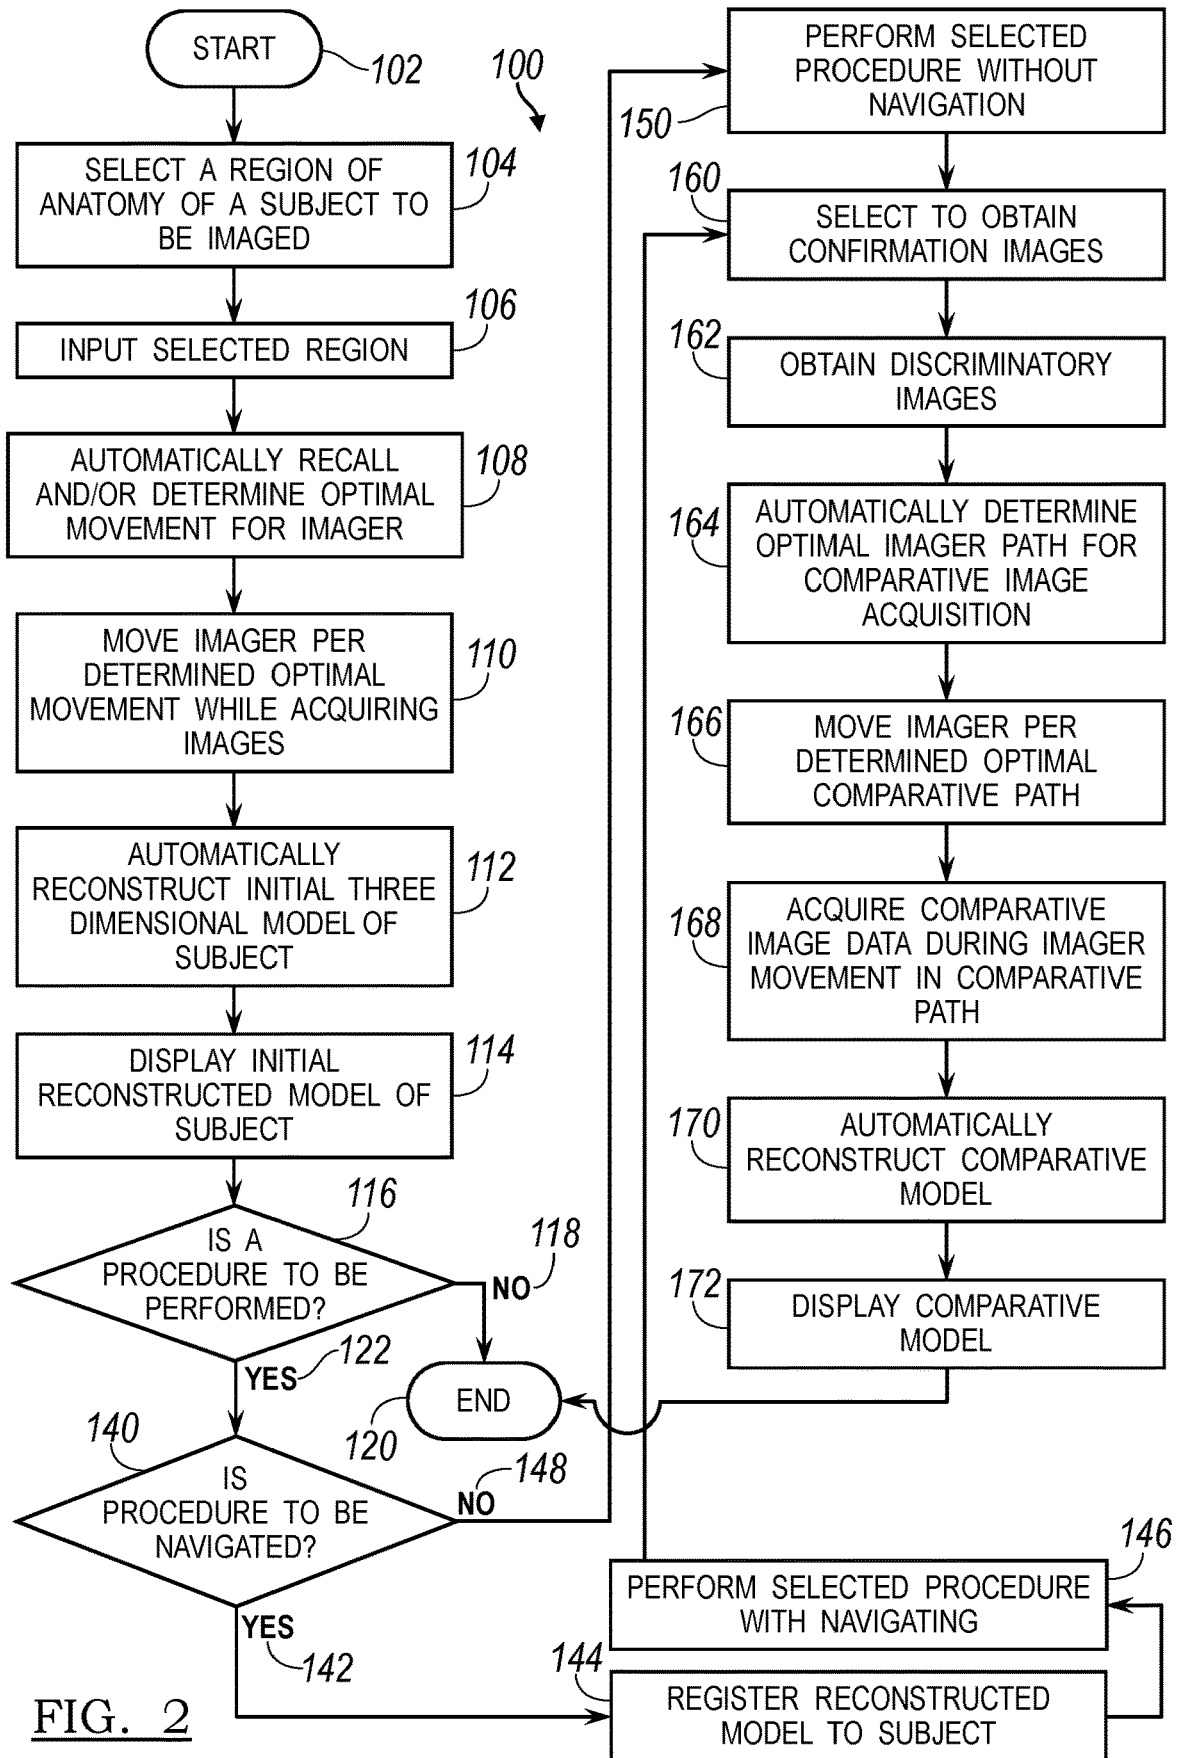 START
102
100
SELECT A REGION OF
ANATOMY OF A SUBJECT TO
BE IMAGED
104
INPUT SELECTED REGION
106
AUTOMATICALLY RECALL
AND/OR DETERMINE OPTIMAL
MOVEMENT FOR IMAGER
108
MOVE IMAGER PER
DETERMINED OPTIMAL
MOVEMENT WHILE ACQUIRING
IMAGES
110
AUTOMATICALLY
RECONSTRUCT INITIAL THREE
DIMENSIONAL MODEL OF
SUBJECT
112
DISPLAY INITIAL
RECONSTRUCTED MODEL OF
SUBJECT
114
IS A
PROCEDURE TO BE
PERFORMED?
116
NO
118
YES
122
END
120
IS
PROCEDURE TO BE
NAVIGATED?
140
NO
148
YES
142
REGISTER RECONSTRUCTED
MODEL TO SUBJECT
144
PERFORM SELECTED PROCEDURE
WITH NAVIGATING
146
PERFORM SELECTED
PROCEDURE WITHOUT
NAVIGATION
150
SELECT TO OBTAIN
CONFIRMATION IMAGES
160
OBTAIN DISCRIMINATORY
IMAGES
162
AUTOMATICALLY DETERMINE
OPTIMAL IMAGER PATH FOR
COMPARATIVE IMAGE
ACQUISITION
164
MOVE IMAGER PER
DETERMINED OPTIMAL
COMPARATIVE PATH
166
ACQUIRE COMPARATIVE
IMAGE DATA DURING IMAGER
MOVEMENT IN COMPARATIVE
PATH
168
AUTOMATICALLY
RECONSTRUCT COMPARATIVE
MODEL
170
DISPLAY COMPARATIVE
MODEL
172
FIG. 2